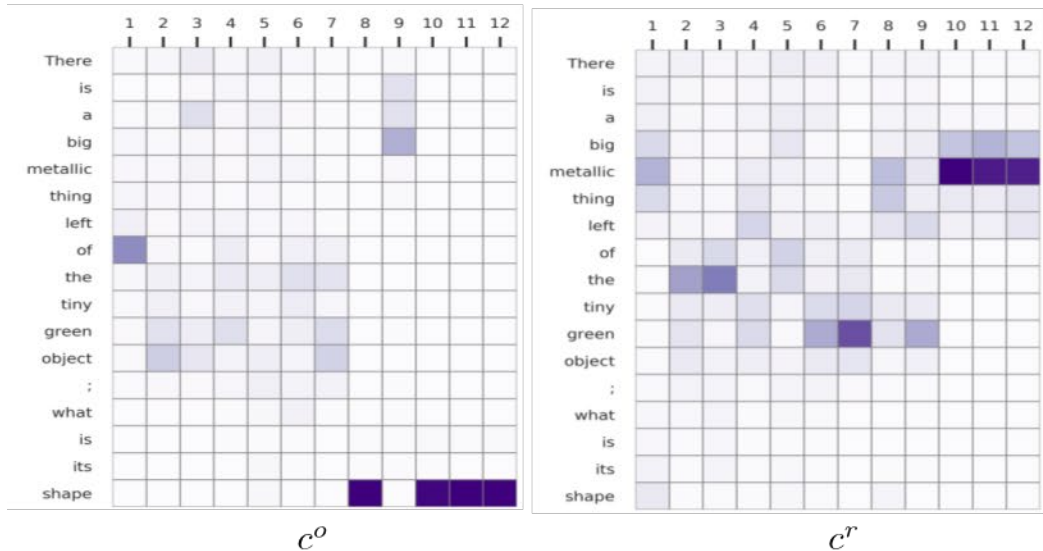 1 2 3 4 5 6 7 8 9 10 11 12
There
is
a
big
metallic
thing
left
of
the
tiny
green
object
;
what
is
its
shape
c^o
1 2 3 4 5 6 7 8 9 10 11 12
There
is
a
big
metallic
thing
left
of
the
tiny
green
object
;
what
is
its
shape
c^r